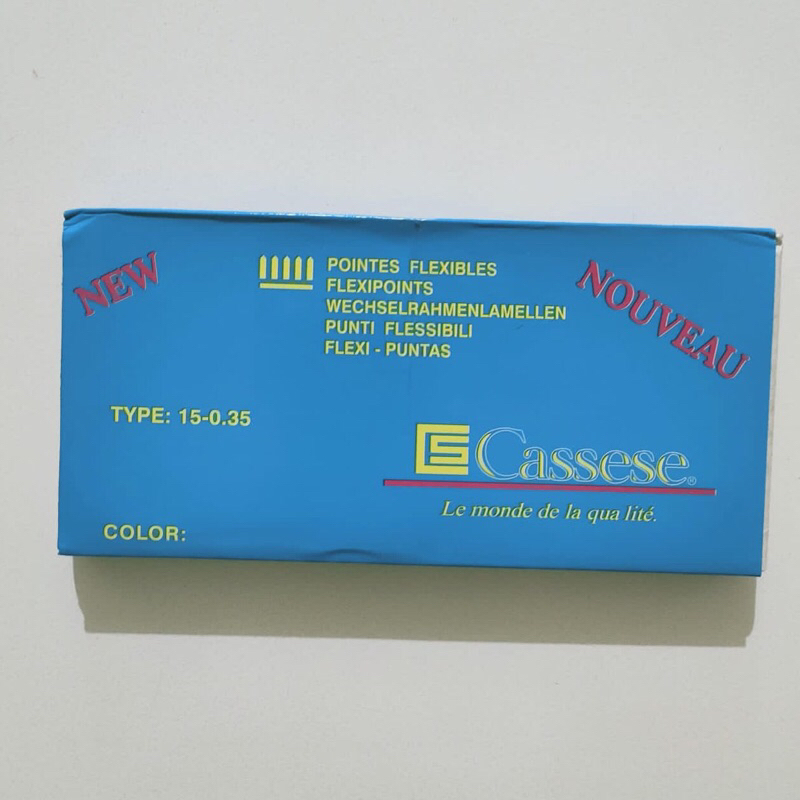 NEW
POINTES FLEXIBLES
FLEXIPOINTS
WECHSELRAHMENLAMELLEN
PUNTI FLESSIBILI
FLEXI - PUNTAS
NOUVEAU
TYPE: 15-0.35
CS Cassese®
Le monde de la qua lité.
COLOR: